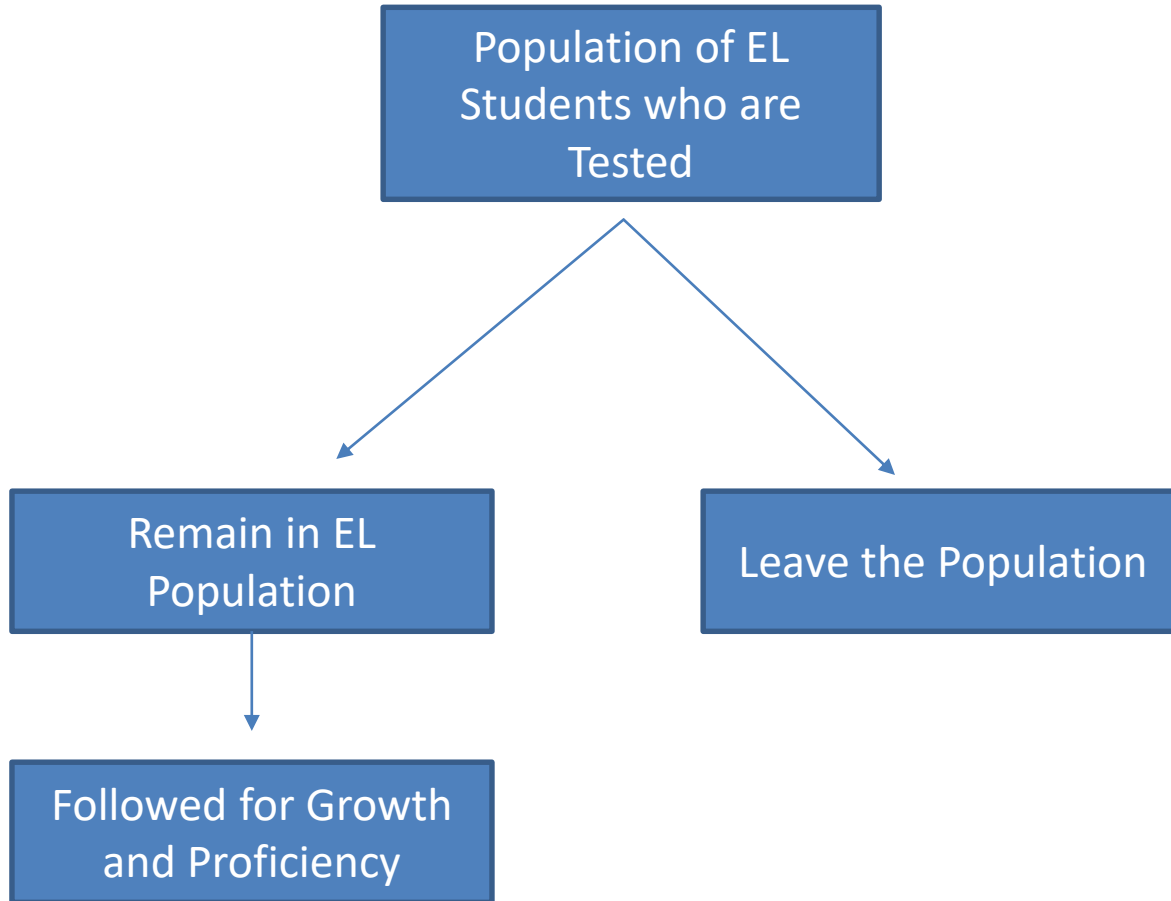 Population of EL
Students who are
Tested
Remain in EL
Population
Leave the Population
Followed for Growth
and Proficiency